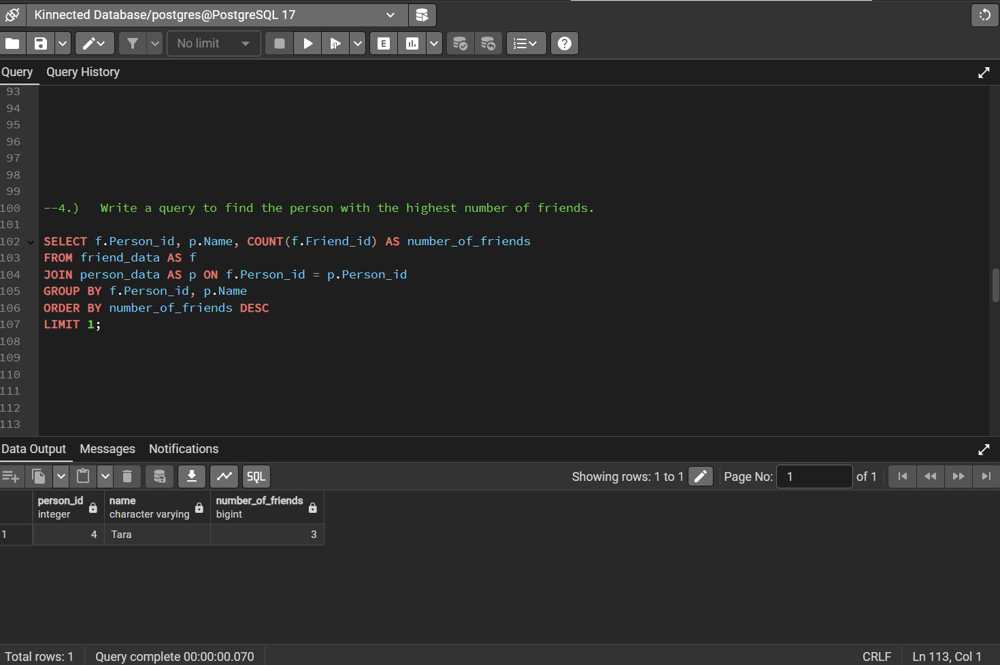 Kinnected Database/postgres@PostgreSQL 17
No limit
E
Query Query History
93
94
95
96
97
98
99
100 --4.) Write a query to find the person with the highest number of friends.
101
102 SELECT f.Person_id, p.Name, COUNT(f.Friend_id) AS number_of_friends
103 FROM friend_data AS f
104 JOIN person_data AS p ON f.Person_id = p.Person_id
105 GROUP BY f.Person_id, p.Name
106 ORDER BY number_of_friends DESC
107 LIMIT 1;
108
109
110
111
112
113
Data Output Messages Notifications
SQL Showing rows: 1 to 1 Page No: 1 of 1
person_id name number_of_friends
integer character varying bigint
1 4 Tara 3
Total rows: 1 Query complete 00:00:00.070 CRLF Ln 113, Col 1